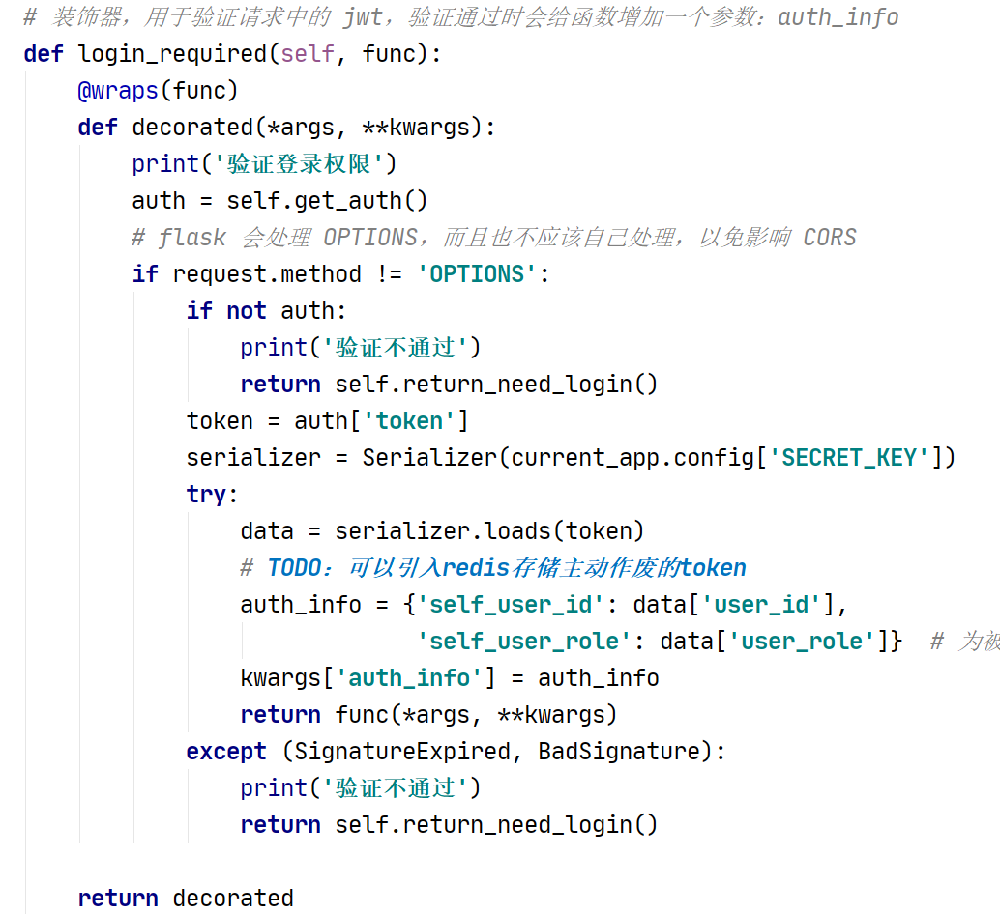 # 装饰器，用于验证请求中的 jwt，验证通过时会给函数增加一个参数：auth_info
def login_required(self, func):
    @wraps(func)
    def decorated(*args, **kwargs):
        print('验证登录权限')
        auth = self.get_auth()
        # flask 会处理 OPTIONS，而且也不应该自己处理，以免影响 CORS
        if request.method != 'OPTIONS':
            if not auth:
                print('验证不通过')
                return self.return_need_login()
            token = auth['token']
            serializer = Serializer(current_app.config['SECRET_KEY'])
            try:
                data = serializer.loads(token)
                # TODO：可以引入redis存储主动作废的token
                auth_info = {'self_user_id': data['user_id'],
                             'self_user_role': data['user_role']}  # 为被
                kwargs['auth_info'] = auth_info
                return func(*args, **kwargs)
            except (SignatureExpired, BadSignature):
                print('验证不通过')
                return self.return_need_login()
    return decorated